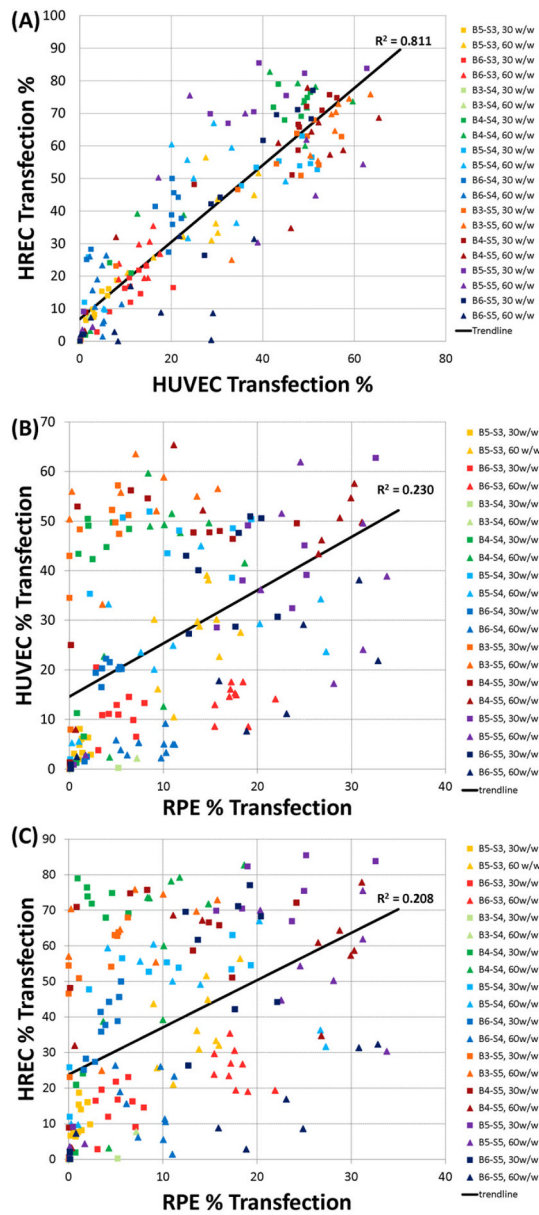 (A)
100
90
80
70
60
50
40
30
20
10
0
HREC Transfection %
R² = 0.811
0 20 40 60 80
HUVEC Transfection %
B5-S3, 30 w/w
B5-S3, 60 w/w
B6-S3, 30 w/w
B6-S3, 60 w/w
B3-S4, 30 w/w
B3-S4, 60 w/w
B4-S4, 30 w/w
B4-S4, 60 w/w
B5-S4, 30 w/w
B5-S4, 60 w/w
B6-S4, 30 w/w
B6-S4, 60 w/w
B3-S5, 30 w/w
B3-S5, 60 w/w
B4-S5, 30 w/w
B4-S5, 60 w/w
B5-S5, 30 w/w
B5-S5, 60 w/w
B6-S5, 30 w/w
B6-S5, 60 w/w
Trendline
(B)
70
60
50
40
30
20
10
0
HUVEC % Transfection
R² = 0.230
0 10 20 30 40
RPE % Transfection
B5-S3, 30w/w
B5-S3, 60 w/w
B6-S3, 30w/w
B6-S3, 60w/w
B3-S4, 30w/w
B3-S4, 60w/w
B4-S4, 30w/w
B4-S4, 60w/w
B5-S4, 30w/w
B5-S4, 60w/w
B6-S4, 30w/w
B6-S4, 60w/w
B3-S5, 30w/w
B3-S5, 60w/w
B4-S5, 30w/w
B4-S5, 60w/w
B5-S5, 30w/w
B5-S5, 60w/w
B6-S5, 30w/w
B6-S5, 60w/w
trendline
(C)
90
80
70
60
50
40
30
20
10
0
HREC % Transfection
R² = 0.208
0 10 20 30 40
RPE % Transfection
B5-S3, 30w/w
B5-S3, 60 w/w
B6-S3, 30w/w
B6-S3, 60w/w
B3-S4, 30w/w
B3-S4, 60w/w
B4-S4, 30w/w
B4-S4, 60w/w
B5-S4, 30w/w
B5-S4, 60w/w
B6-S4, 30w/w
B6-S4, 60w/w
B3-S5, 30w/w
B3-S5, 60w/w
B4-S5, 30w/w
B4-S5, 60w/w
B5-S5, 30w/w
B5-S5, 60w/w
B6-S5, 30w/w
B6-S5, 60w/w
trendline